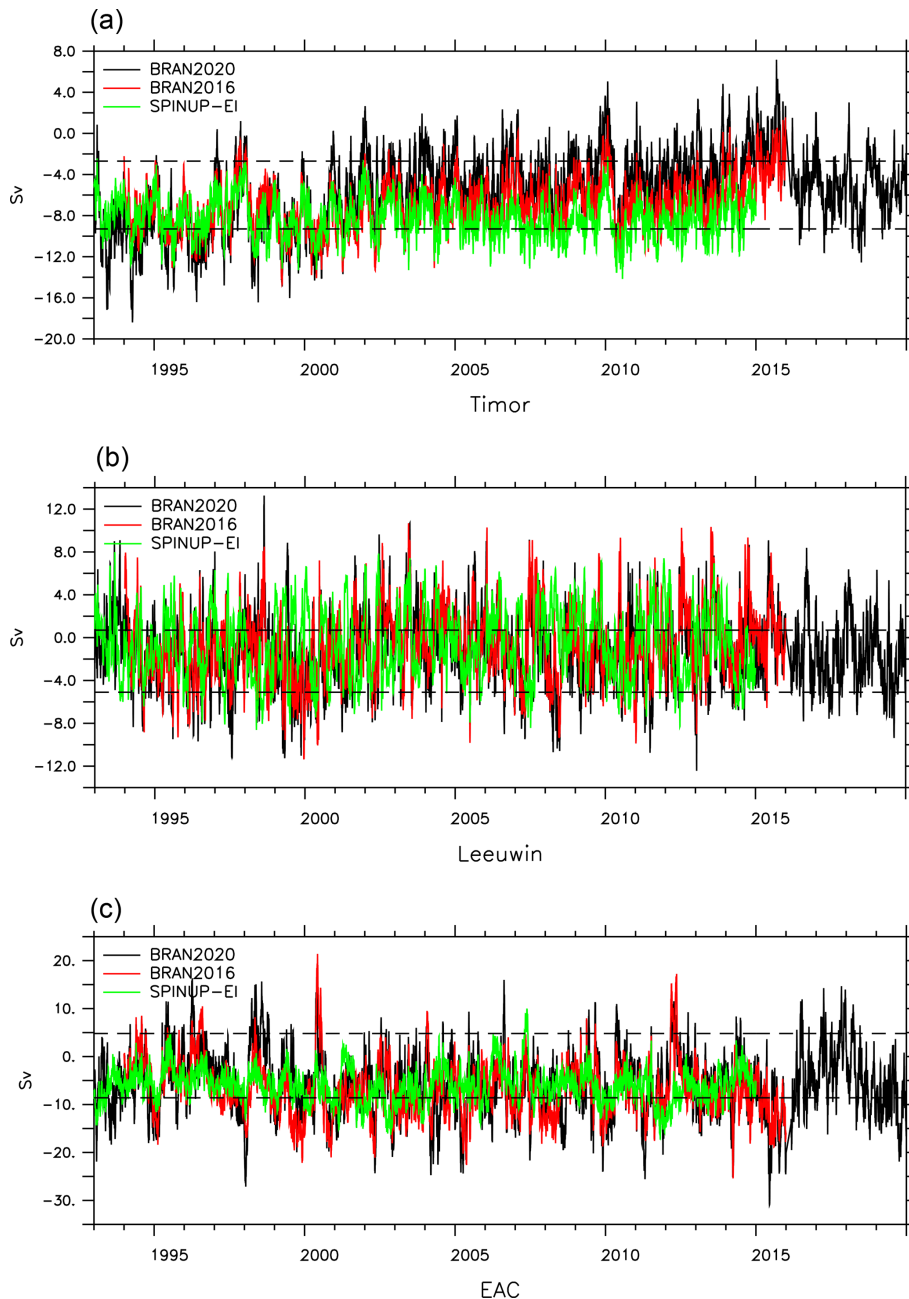 (a)
8.0
4.0
0.0
-4.0
-8.0
-12.0
-16.0
-20.0
Sv
BRAN2020
BRAN2016
SPINUP-EI
1995 2000 2005 2010 2015
Timor
(b)
12.0
8.0
4.0
0.0
-4.0
-8.0
-12.0
Sv
BRAN2020
BRAN2016
SPINUP-EI
1995 2000 2005 2010 2015
Leeuwin
(c)
20.
10.
0.
-10.
-20.
-30.
Sv
BRAN2020
BRAN2016
SPINUP-EI
1995 2000 2005 2010 2015
EAC